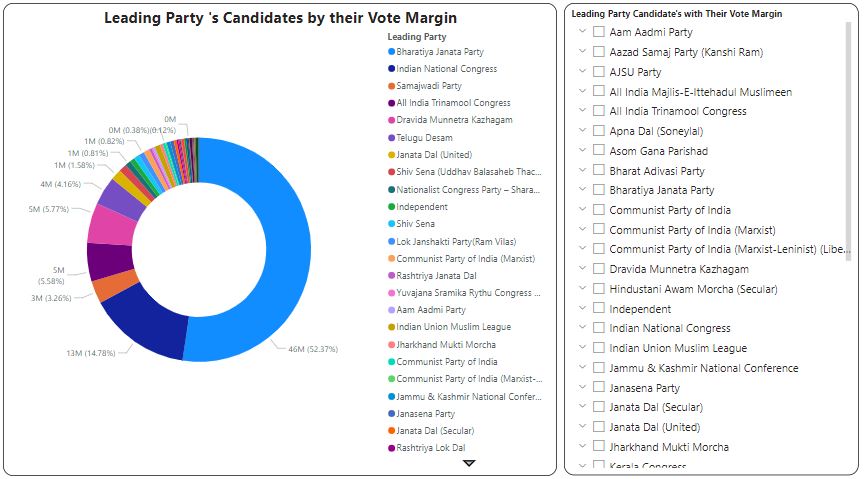 Leading Party 's Candidates by their Vote Margin
Leading Party
Bharatiya Janata Party
Indian National Congress
Samajwadi Party
All India Trinamool Congress
Dravida Munnetra Kazhagam
Telugu Desam
Janata Dal (United)
Shiv Sena (Uddhav Balasaheb Thac...
Nationalist Congress Party – Shara...
Independent
Shiv Sena
Lok Janshakti Party(Ram Vilas)
Communist Party of India (Marxist)
Rashtriya Janata Dal
Yuvajana Sramika Rythu Congress ...
Aam Aadmi Party
Indian Union Muslim League
Jharkhand Mukti Morcha
Communist Party of India
Communist Party of India (Marxist-...
Jammu & Kashmir National Confer...
Janasena Party
Janata Dal (Secular)
Rashtriya Lok Dal
0M
0M (0.38%)
(0.12%)
1M (0.82%)
1M (0.81%)
1M (1.58%)
4M (4.16%)
5M (5.77%)
5M
(5.58%)
3M (3.26%)
13M (14.78%)
46M (52.37%)
Leading Party Candidate's with Their Vote Margin
Aam Aadmi Party
Aazad Samaj Party (Kanshi Ram)
AJSU Party
All India Majlis-E-Ittehadul Muslimeen
All India Trinamool Congress
Apna Dal (Soneylal)
Asom Gana Parishad
Bharat Adivasi Party
Bharatiya Janata Party
Communist Party of India
Communist Party of India (Marxist)
Communist Party of India (Marxist-Leninist) (Libe...
Dravida Munnetra Kazhagam
Hindustani Awam Morcha (Secular)
Independent
Indian National Congress
Indian Union Muslim League
Jammu & Kashmir National Conference
Janasena Party
Janata Dal (Secular)
Janata Dal (United)
Jharkhand Mukti Morcha
Kerala Congress